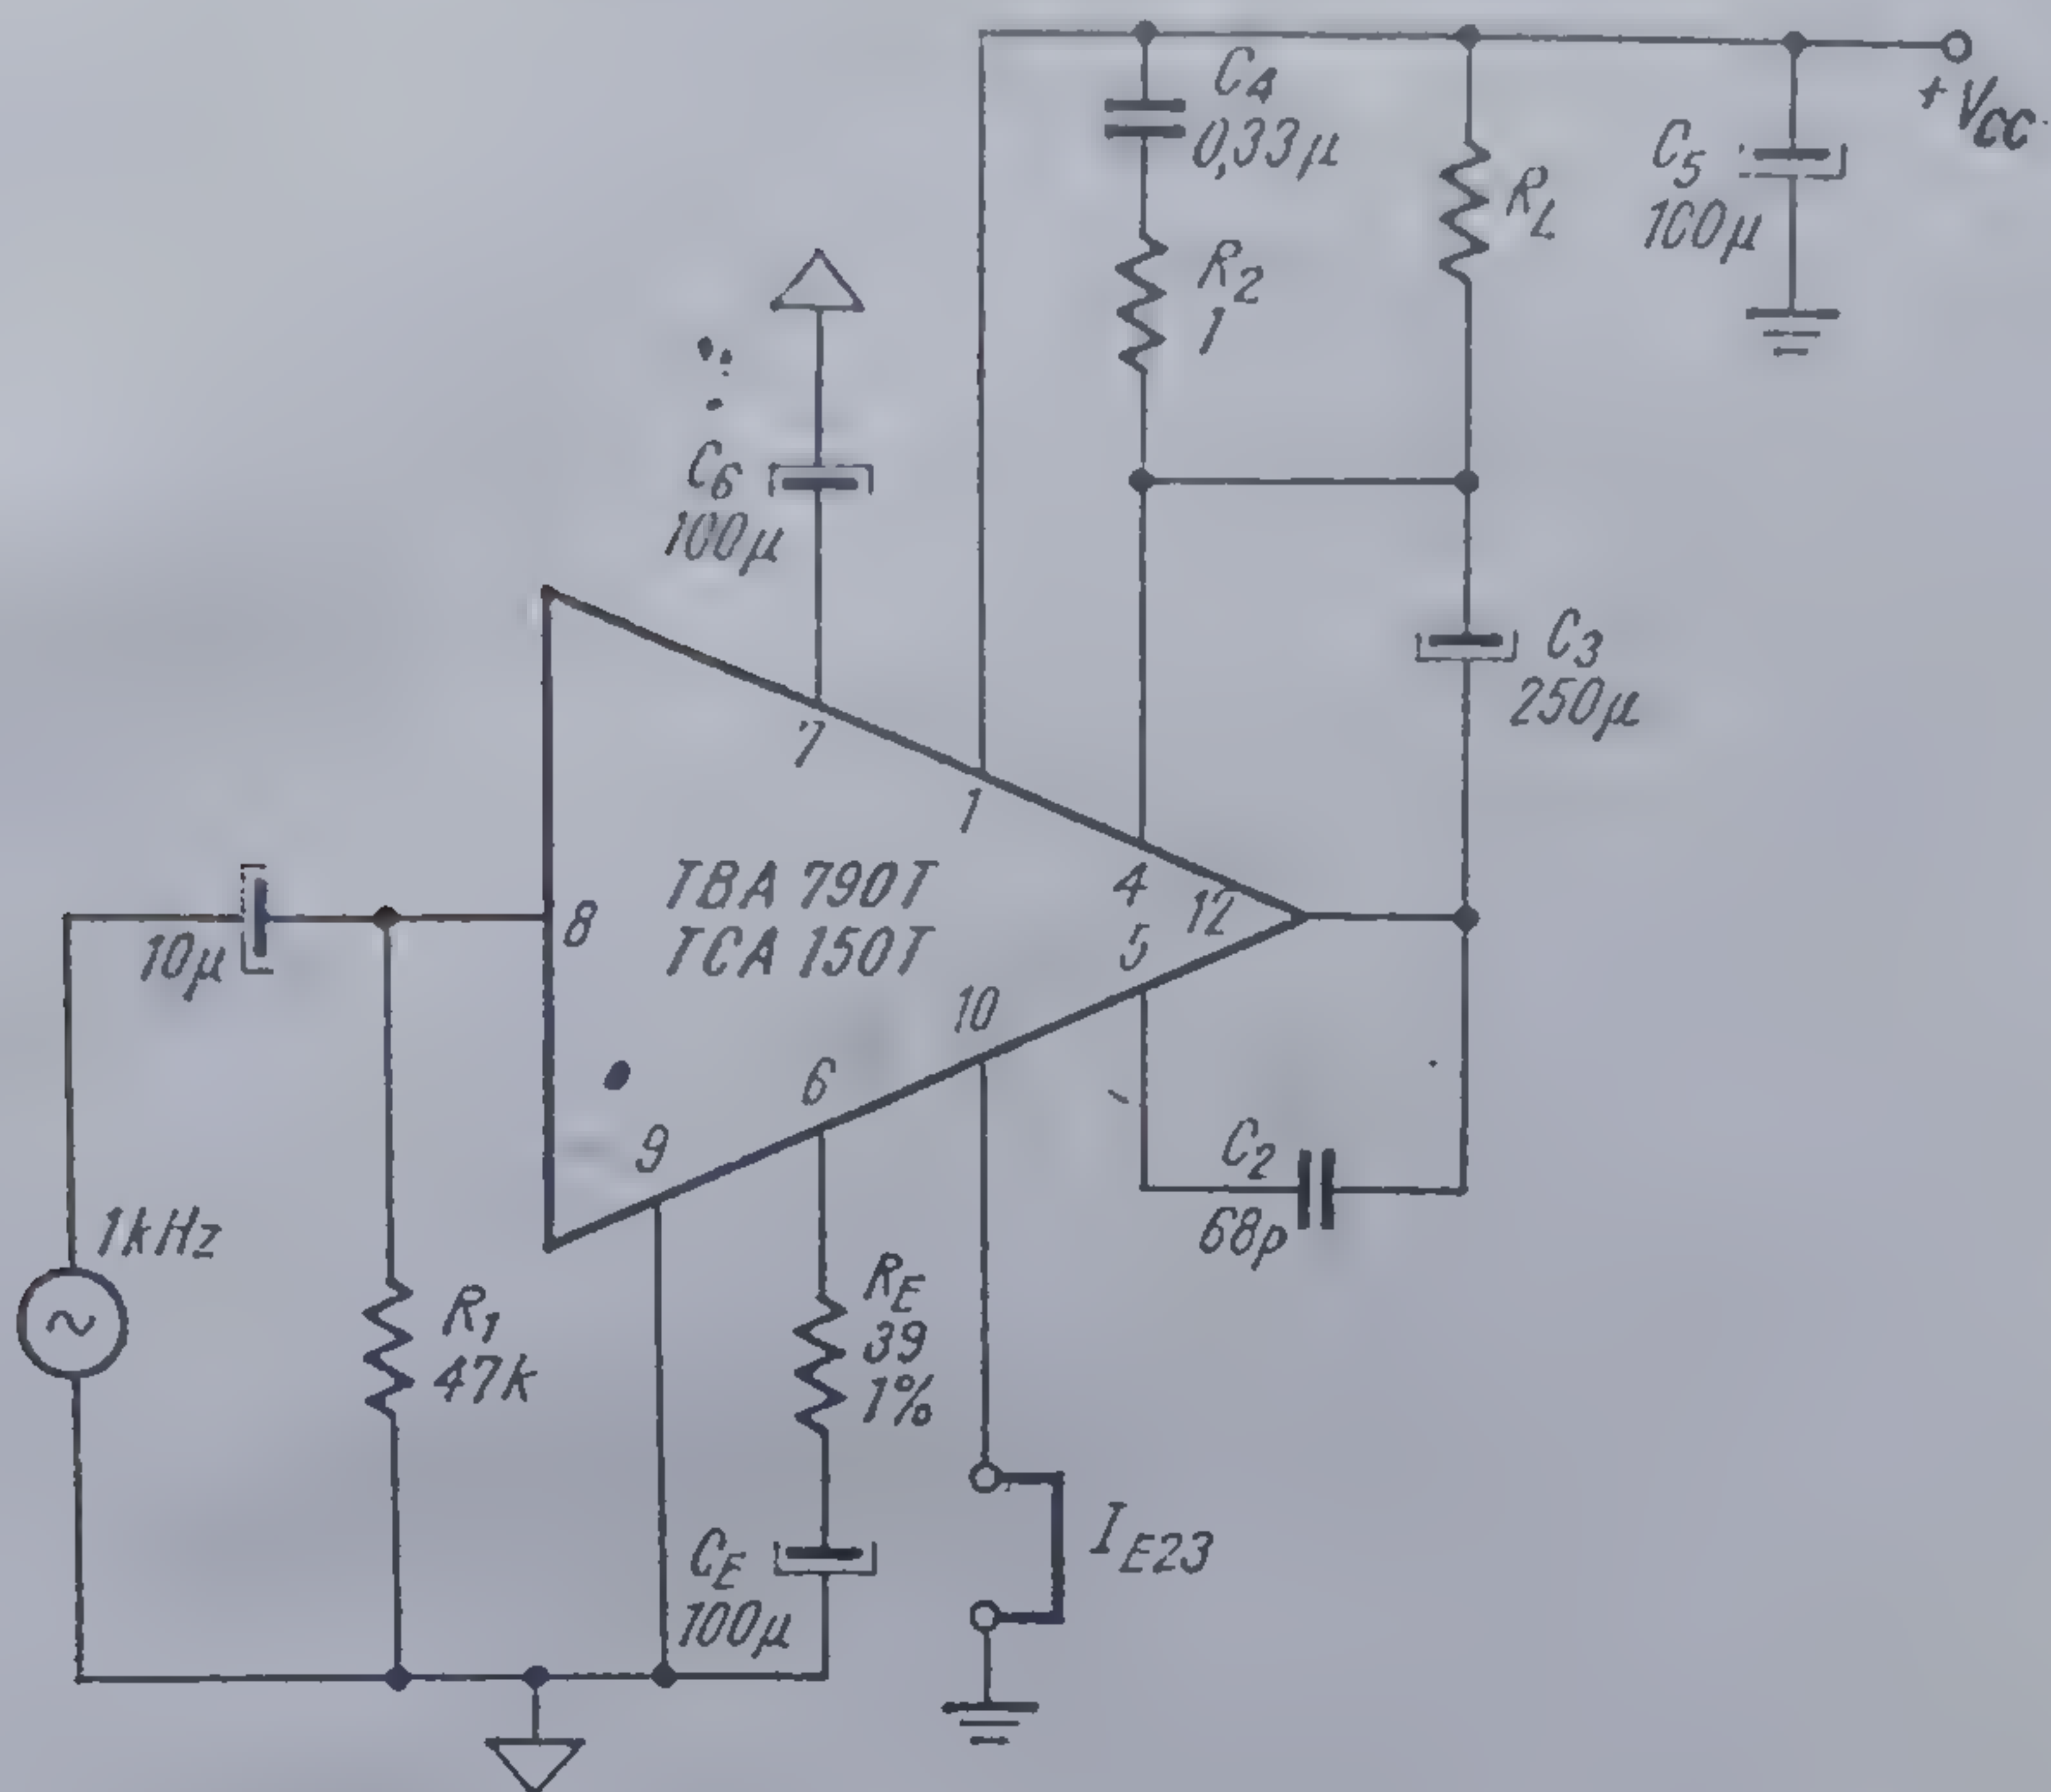 C4
0,33μ
+VCC
C5
100μ
RL
R2
1
C6
100μ
C3
250μ
7
1
TBA 790T
TCA 150T
4
12
8
5
10μ
10
6
9
C2
68p
1kHz
R1
47k
RE
39
1%
CE
100μ
IE23